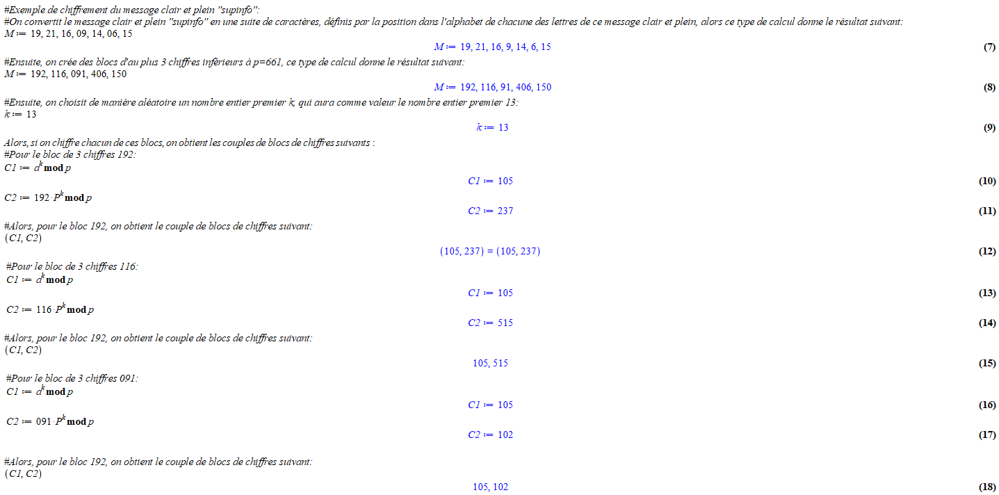 #Exemple de chiffrement du message clair et plein "supinfo":
#On convertit le message clair et plein "supinfo" en une suite de caractères, définis par la position dans l'alphabet de chacune des lettres de ce message clair et plein, alors ce type de calcul donne le résultat suivant:
M := 19, 21, 16, 09, 14, 06, 15
M := 19, 21, 16, 9, 14, 6, 15 (7)
#Ensuite, on crée des blocs d'au plus 3 chiffres inférieurs à p=661, ce type de calcul donne le résultat suivant:
M := 192, 116, 091, 406, 150
M := 192, 116, 91, 406, 150 (8)
#Ensuite, on choisit de manière aléatoire un nombre entier premier k, qui aura comme valeur le nombre entier premier 13:
k := 13
k := 13 (9)
Alors, si on chiffre chacun de ces blocs, on obtient les couples de blocs de chiffres suivants :
#Pour le bloc de 3 chiffres 192:
C1 := d^k mod p
C1 := 105 (10)
C2 := 192·P^k mod p
C2 := 237 (11)
#Alors, pour le bloc 192, on obtient le couple de blocs de chiffres suivant:
(C1, C2)
(105, 237) = (105, 237) (12)
#Pour le bloc de 3 chiffres 116:
C1 := d^k mod p
C1 := 105 (13)
C2 := 116·P^k mod p
C2 := 515 (14)
#Alors, pour le bloc 192, on obtient le couple de blocs de chiffres suivant:
(C1, C2)
105, 515 (15)
#Pour le bloc de 3 chiffres 091:
C1 := d^k mod p
C1 := 105 (16)
C2 := 091·P^k mod p
C2 := 102 (17)
#Alors, pour le bloc 192, on obtient le couple de blocs de chiffres suivant:
(C1, C2)
105, 102 (18)